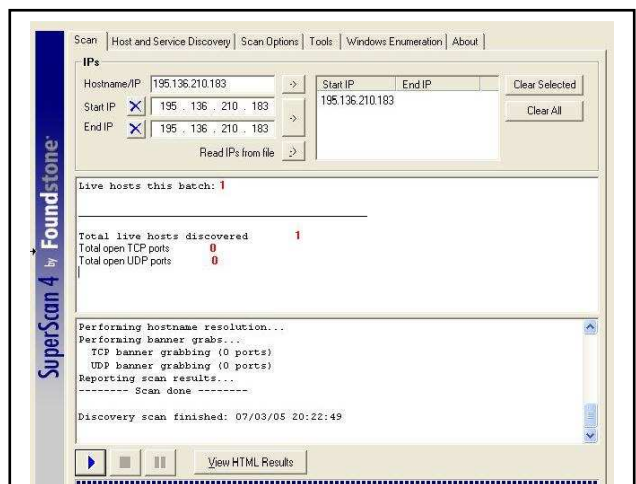 Scan Host and Service Discovery Scan Options Tools Windows Enumeration About
IPs
Hostname/IP 195.136.210.183 ->
Start IP X 195 . 136 . 210 . 183
End IP X 195 . 136 . 210 . 183
->
Read IPs from file ->
Start IP End IP
195.136.210.183
Clear Selected
Clear All
Live hosts this batch: 1
Total live hosts discovered 1
Total open TCP ports 0
Total open UDP ports 0
Performing hostname resolution...
Performing banner grabs...
TCP banner grabbing (0 ports)
UDP banner grabbing (0 ports)
Reporting scan results...
-------- Scan done --------
Discovery scan finished: 07/03/05 20:22:49
View HTML Results
SuperScan 4 by Foundstone